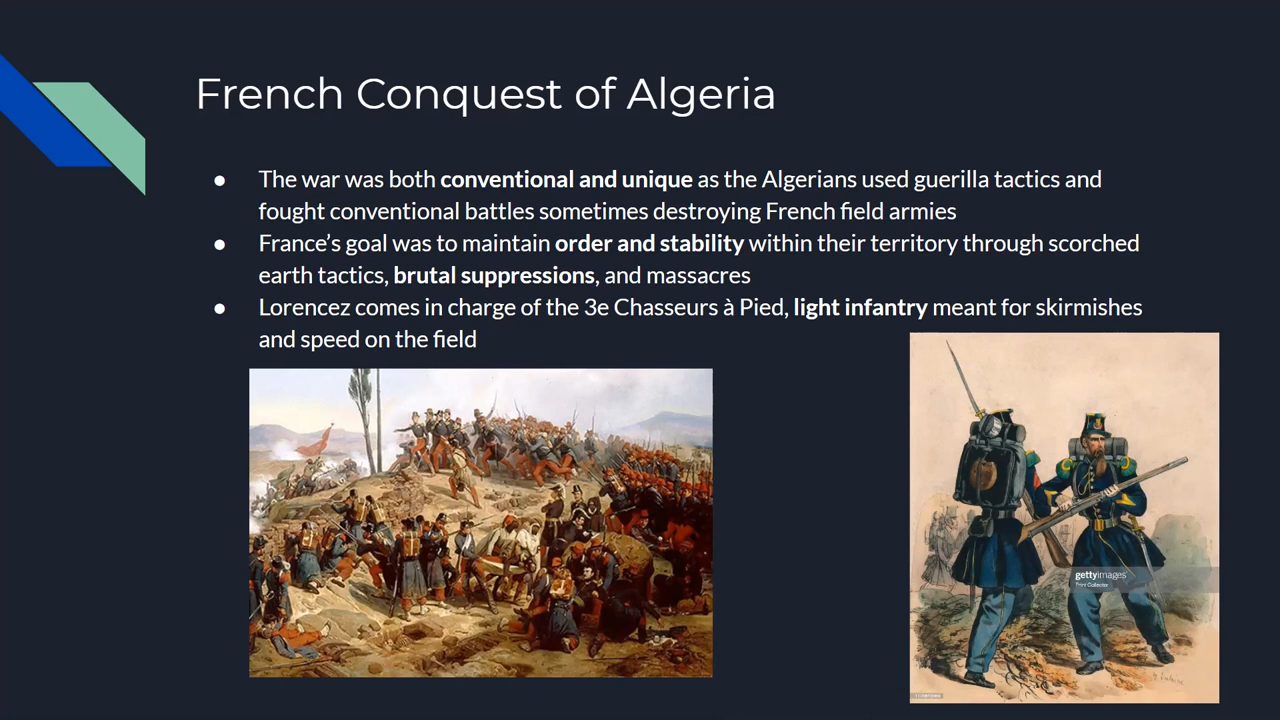 French Conquest of Algeria
● The war was both conventional and unique as the Algerians used guerilla tactics and
fought conventional battles sometimes destroying French field armies
● France’s goal was to maintain order and stability within their territory through scorched
earth tactics, brutal suppressions, and massacres
● Lorencez comes in charge of the 3e Chasseurs à Pied, light infantry meant for skirmishes
and speed on the field
gettyimages
Print Collector